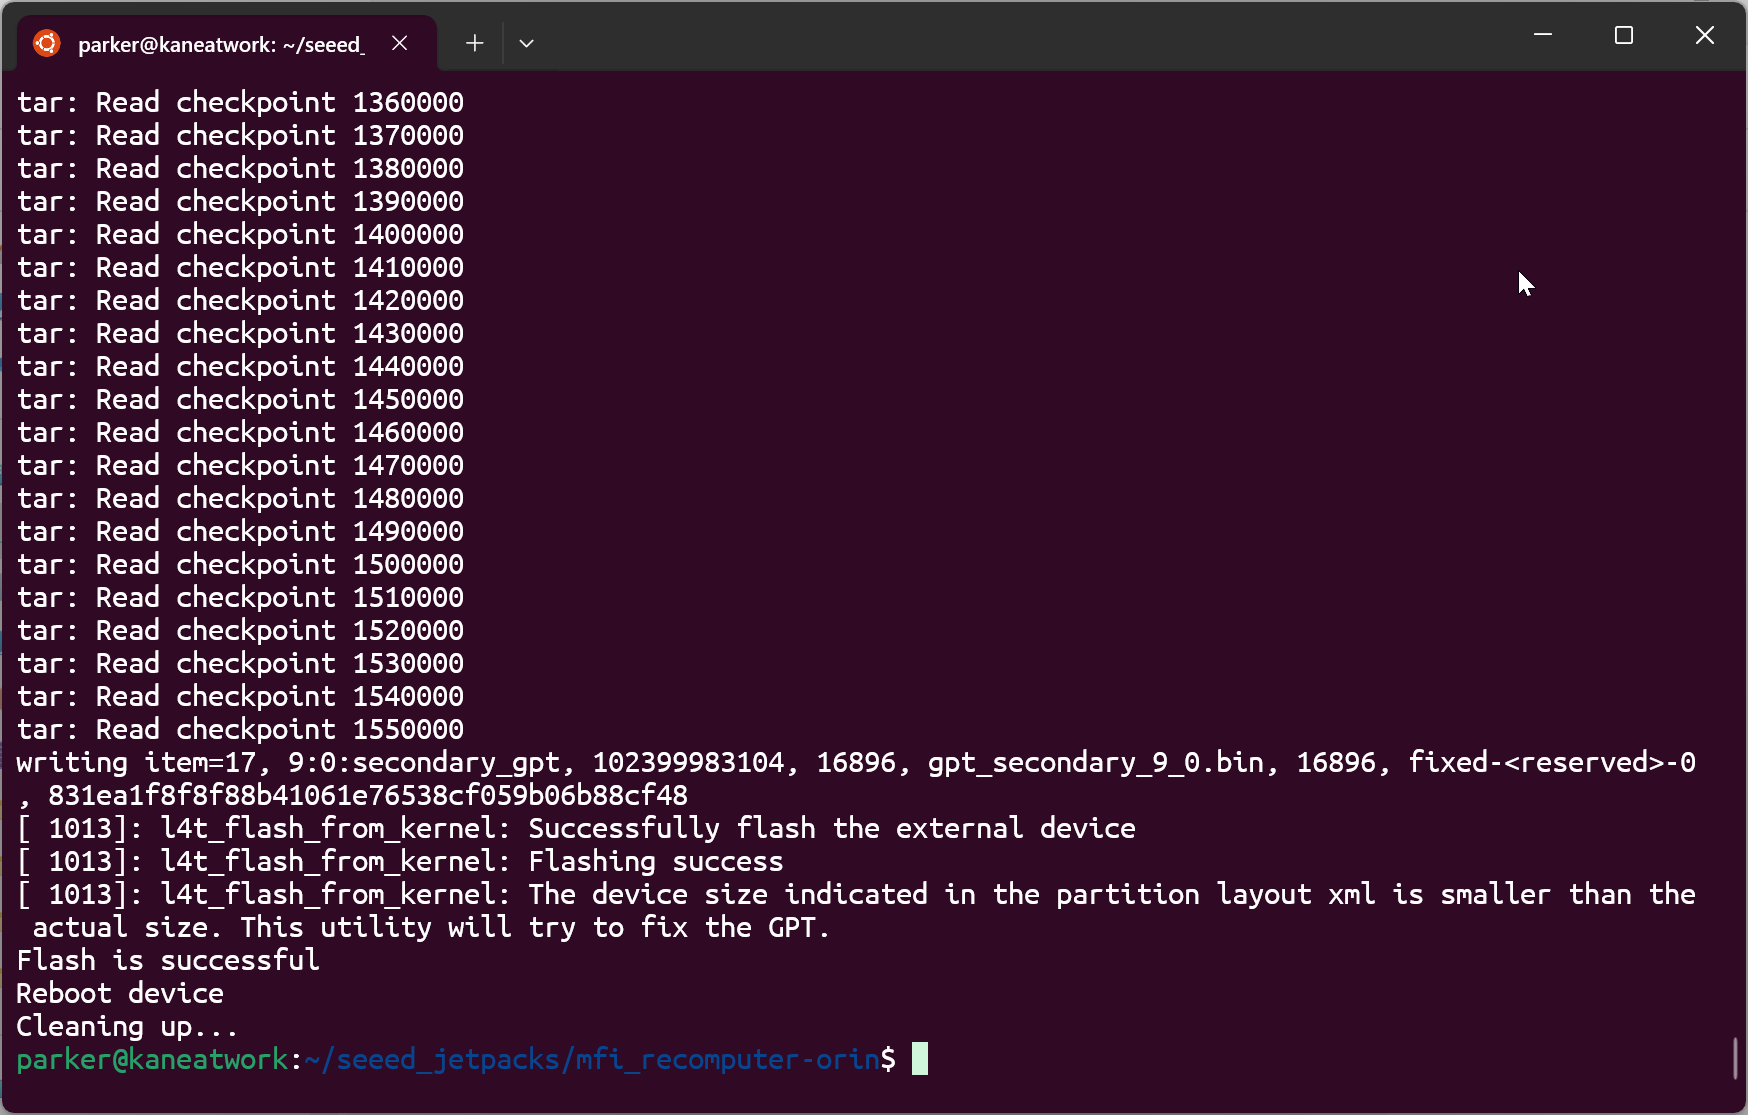 parker@kaneatwork: ~/seeed_
tar: Read checkpoint 1360000
tar: Read checkpoint 1370000
tar: Read checkpoint 1380000
tar: Read checkpoint 1390000
tar: Read checkpoint 1400000
tar: Read checkpoint 1410000
tar: Read checkpoint 1420000
tar: Read checkpoint 1430000
tar: Read checkpoint 1440000
tar: Read checkpoint 1450000
tar: Read checkpoint 1460000
tar: Read checkpoint 1470000
tar: Read checkpoint 1480000
tar: Read checkpoint 1490000
tar: Read checkpoint 1500000
tar: Read checkpoint 1510000
tar: Read checkpoint 1520000
tar: Read checkpoint 1530000
tar: Read checkpoint 1540000
tar: Read checkpoint 1550000
writing item=17, 9:0:secondary_gpt, 102399983104, 16896, gpt_secondary_9_0.bin, 16896, fixed-<reserved>-0
, 831ea1f8f8f88b41061e76538cf059b06b88cf48
[ 1013]: l4t_flash_from_kernel: Successfully flash the external device
[ 1013]: l4t_flash_from_kernel: Flashing success
[ 1013]: l4t_flash_from_kernel: The device size indicated in the partition layout xml is smaller than the
 actual size. This utility will try to fix the GPT.
Flash is successful
Reboot device
Cleaning up...
parker@kaneatwork:~/seeed_jetpacks/mfi_recomputer-orin$